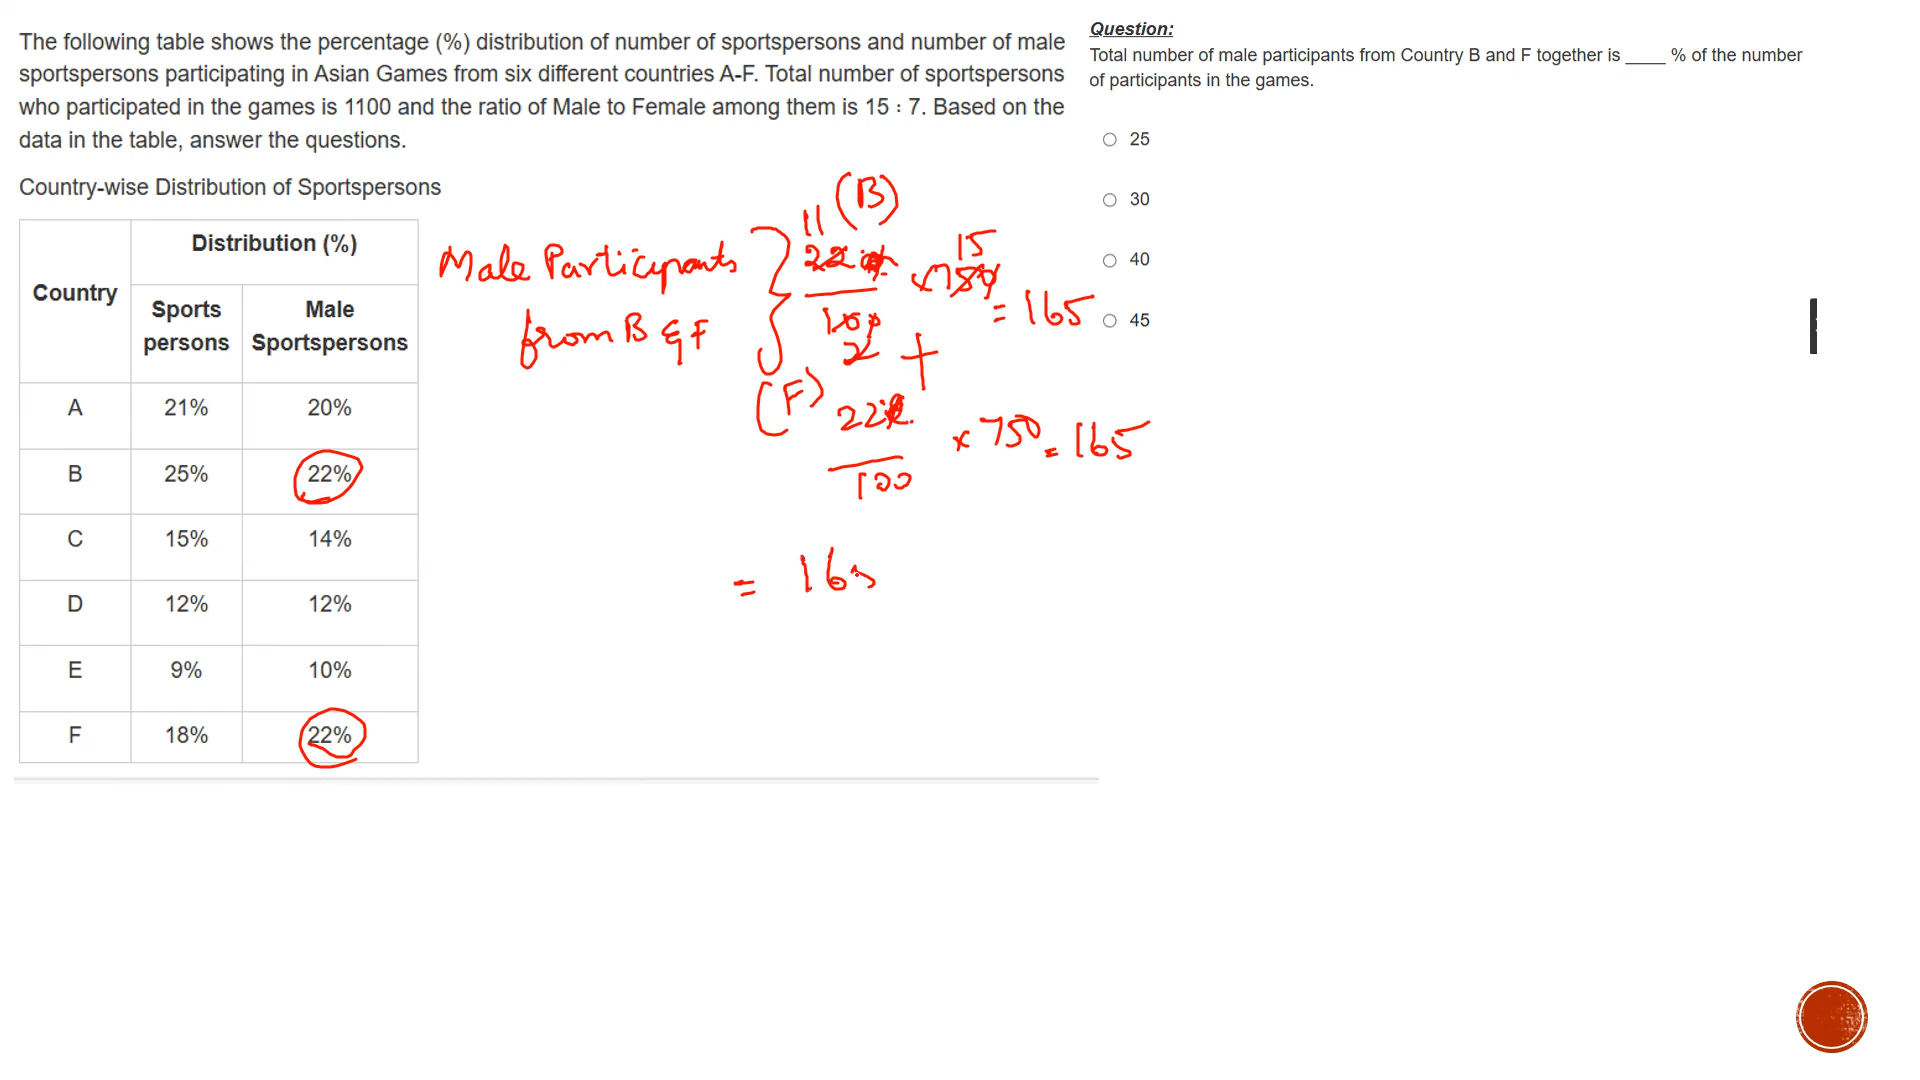 The following table shows the percentage (%) distribution of number of sportspersons and number of male
sportspersons participating in Asian Games from six different countries A-F. Total number of sportspersons
who participated in the games is 1100 and the ratio of Male to Female among them is 15 : 7. Based on the
data in the table, answer the questions.
Country-wise Distribution of Sportspersons
Country
Distribution (%)
Sports persons
Male Sportspersons
A 21% 20%
B 25% 22%
C 15% 14%
D 12% 12%
E 9% 10%
F 18% 22%
Male Participants
from B & F
(B)
11
22
100
2
15
x 750
= 165
+
(F)
22
100
x 750 = 165
= 165
Question:
Total number of male participants from Country B and F together is ____ % of the number
of participants in the games.
25
30
40
45